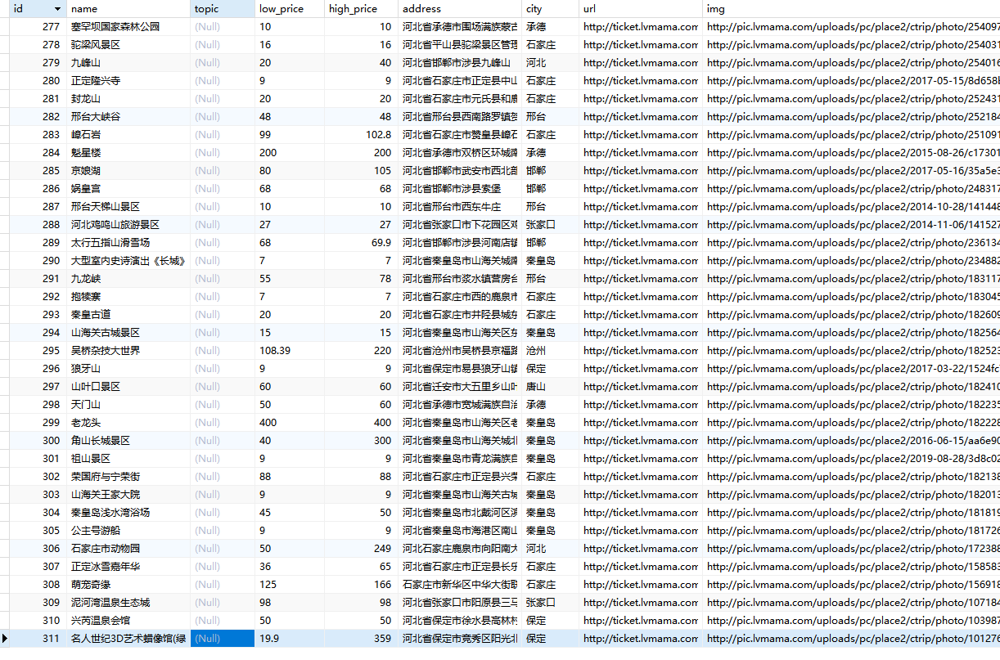 id name topic low_price high_price address city url img
277 塞罕坝国家森林公园 (Null) 10 10 河北省承德市围场满族蒙古 承德 http://ticket.lvmama.com http://pic.lvmama.com/uploads/pc/place2/ctrip/photo/254097
278 驼梁风景区 (Null) 16 16 河北省平山县驼梁景区管理 石家庄 http://ticket.lvmama.com http://pic.lvmama.com/uploads/pc/place2/ctrip/photo/254031
279 九峰山 (Null) 20 40 河北省邯郸市涉县九峰山 河北 http://ticket.lvmama.com http://pic.lvmama.com/uploads/pc/place2/ctrip/photo/254016
280 正定隆兴寺 (Null) 9 9 河北省石家庄市正定县中山 石家庄 http://ticket.lvmama.com http://pic.lvmama.com/uploads/pc/place2/2017-05-15/8d658b
281 封龙山 (Null) 20 20 河北省石家庄市元氏县和鹿 石家庄 http://ticket.lvmama.com http://pic.lvmama.com/uploads/pc/place2/ctrip/photo/252431
282 邢台大峡谷 (Null) 48 48 河北省邢台县西南路罗镇 邢台 http://ticket.lvmama.com http://pic.lvmama.com/uploads/pc/place2/ctrip/photo/252184
283 嶂石岩 (Null) 99 102.8 河北省石家庄市赞皇县嶂石 石家庄 http://ticket.lvmama.com http://pic.lvmama.com/uploads/pc/place2/ctrip/photo/251091
284 魁星楼 (Null) 200 200 河北省承德市双桥区环城南 承德 http://ticket.lvmama.com http://pic.lvmama.com/uploads/pc/place2/2015-08-26/c17301
285 京娘湖 (Null) 80 105 河北省邯郸市武安市西北部 邯郸 http://ticket.lvmama.com http://pic.lvmama.com/uploads/pc/place2/2017-05-16/35a5e3
286 娲皇宫 (Null) 68 68 河北省邯郸市涉县索堡 邯郸 http://ticket.lvmama.com http://pic.lvmama.com/uploads/pc/place2/ctrip/photo/248317
287 邢台天梯山景区 (Null) 10 10 河北省邢台市西东牛庄 邢台 http://ticket.lvmama.com http://pic.lvmama.com/uploads/pc/place2/2014-10-28/141448
288 河北鸡鸣山旅游景区 (Null) 27 27 河北省张家口市下花园区鸡 张家口 http://ticket.lvmama.com http://pic.lvmama.com/uploads/pc/place2/2014-11-06/141527
289 太行五指山滑雪场 (Null) 68 69.9 河北省邯郸市涉县河南店镇 邯郸 http://ticket.lvmama.com http://pic.lvmama.com/uploads/pc/place2/ctrip/photo/236134
290 大型室内史诗演出《长城》 (Null) 7 7 河北省秦皇岛市山海关城南 秦皇岛 http://ticket.lvmama.com http://pic.lvmama.com/uploads/pc/place2/ctrip/photo/234882
291 九龙峡 (Null) 55 78 河北省邢台市浆水镇营房台 邢台 http://ticket.lvmama.com http://pic.lvmama.com/uploads/pc/place2/ctrip/photo/183117
292 抱犊寨 (Null) 7 7 河北省石家庄市西的鹿泉市 石家庄 http://ticket.lvmama.com http://pic.lvmama.com/uploads/pc/place2/ctrip/photo/183045
293 秦皇古道 (Null) 20 20 河北省石家庄市井陉县城东 石家庄 http://ticket.lvmama.com http://pic.lvmama.com/uploads/pc/place2/ctrip/photo/182609
294 山海关古城景区 (Null) 15 15 河北省秦皇岛市山海关区东 秦皇岛 http://ticket.lvmama.com http://pic.lvmama.com/uploads/pc/place2/ctrip/photo/182564
295 吴桥杂技大世界 (Null) 108.39 220 河北省沧州市吴桥县京福路 沧州 http://ticket.lvmama.com http://pic.lvmama.com/uploads/pc/place2/ctrip/photo/182523
296 狼牙山 (Null) 9 9 河北省保定市易县狼牙山镇 保定 http://ticket.lvmama.com http://pic.lvmama.com/uploads/pc/place2/2017-03-22/1524fc
297 山叶口景区 (Null) 60 60 河北省迁安市大五里乡山叶 唐山 http://ticket.lvmama.com http://pic.lvmama.com/uploads/pc/place2/ctrip/photo/182410
298 天门山 (Null) 50 60 河北省承德市宽城满族自治 承德 http://ticket.lvmama.com http://pic.lvmama.com/uploads/pc/place2/ctrip/photo/182235
299 老龙头 (Null) 400 400 河北省秦皇岛市山海关区老 秦皇岛 http://ticket.lvmama.com http://pic.lvmama.com/uploads/pc/place2/ctrip/photo/182228
300 角山长城景区 (Null) 40 300 河北省秦皇岛市山海关城北 秦皇岛 http://ticket.lvmama.com http://pic.lvmama.com/uploads/pc/place2/2016-06-15/aa6e90
301 祖山景区 (Null) 9 9 河北省秦皇岛市青龙满族自 秦皇岛 http://ticket.lvmama.com http://pic.lvmama.com/uploads/pc/place2/2019-08-28/3d8c02
302 荣国府与宁荣街 (Null) 88 88 河北省石家庄市正定县兴荣 石家庄 http://ticket.lvmama.com http://pic.lvmama.com/uploads/pc/place2/ctrip/photo/182138
303 山海关王家大院 (Null) 9 9 河北省秦皇岛市山海关古城 秦皇岛 http://ticket.lvmama.com http://pic.lvmama.com/uploads/pc/place2/ctrip/photo/182013
304 秦皇岛浅水湾浴场 (Null) 45 50 河北省秦皇岛市北戴河区滨 秦皇岛 http://ticket.lvmama.com http://pic.lvmama.com/uploads/pc/place2/ctrip/photo/181819
305 公主号游船 (Null) 9 9 河北省秦皇岛市海港区南山 秦皇岛 http://ticket.lvmama.com http://pic.lvmama.com/uploads/pc/place2/ctrip/photo/181726
306 石家庄市动物园 (Null) 50 249 河北石家庄鹿泉市向阳南大 河北 http://ticket.lvmama.com http://pic.lvmama.com/uploads/pc/place2/ctrip/photo/172388
307 正定冰雪嘉年华 (Null) 36 65 河北省石家庄市正定县长乐 石家庄 http://ticket.lvmama.com http://pic.lvmama.com/uploads/pc/place2/ctrip/photo/158583
308 萌宠奇缘 (Null) 125 166 石家庄市新华区中华大街 石家庄 http://ticket.lvmama.com http://pic.lvmama.com/uploads/pc/place2/ctrip/photo/156918
309 泥河湾温泉生态城 (Null) 98 98 河北省张家口市阳原县三马 张家口 http://ticket.lvmama.com http://pic.lvmama.com/uploads/pc/place2/ctrip/photo/107184
310 兴芮温泉会馆 (Null) 50 50 河北省保定市徐水县高林村 保定 http://ticket.lvmama.com http://pic.lvmama.com/uploads/pc/place2/ctrip/photo/103987
311 名人世纪3D艺术蜡像馆(绿 (Null) 19.9 359 河北省保定市竞秀区阳光北 保定 http://ticket.lvmama.com http://pic.lvmama.com/uploads/pc/place2/ctrip/photo/101276